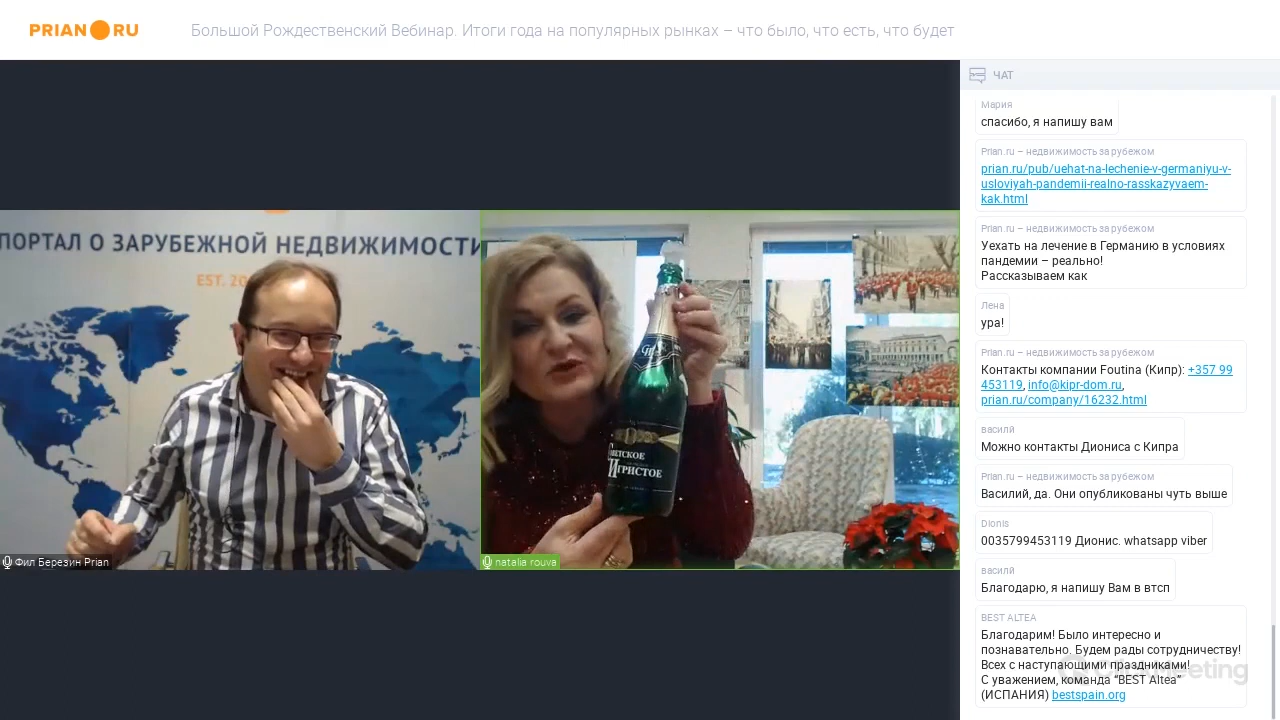 PRIAN RU
Большой Рождественский Вебинар. Итоги года на популярных рынках – что было, что есть, что будет
ПОРТАЛ О ЗАРУБЕЖНОЙ НЕДВИЖИМОСТИ
EST.
ИГРИСТОЕ
Фил Березин Prian
natalia rouva
ЧАТ
Мария
спасибо, я напишу вам
Prian.ru – недвижимость за рубежом
prian.ru/pub/uehat-na-lechenie-v-germaniyu-v-
usloviyah-pandemii-realno-rasskazyvaem-
kak.html
Prian.ru – недвижимость за рубежом
Уехать на лечение в Германию в условиях
пандемии – реально!
Рассказываем как
Лена
ура!
Prian.ru – недвижимость за рубежом
Контакты компании Foutina (Кипр): +357 99
453119, info@kipr-dom.ru,
prian.ru/company/16232.html
василй
Можно контакты Диониса с Кипра
Prian.ru – недвижимость за рубежом
Василий, да. Они опубликованы чуть выше
Dionis
0035799453119 Дионис. whatsapp viber
василй
Благодарю, я напишу Вам в втсп
BEST ALTEA
Благодарим! Было интересно и
познавательно. Будем рады сотрудничеству!
Всех с наступающими праздниками!
С уважением, команда “BEST Altea”
(ИСПАНИЯ) bestspain.org